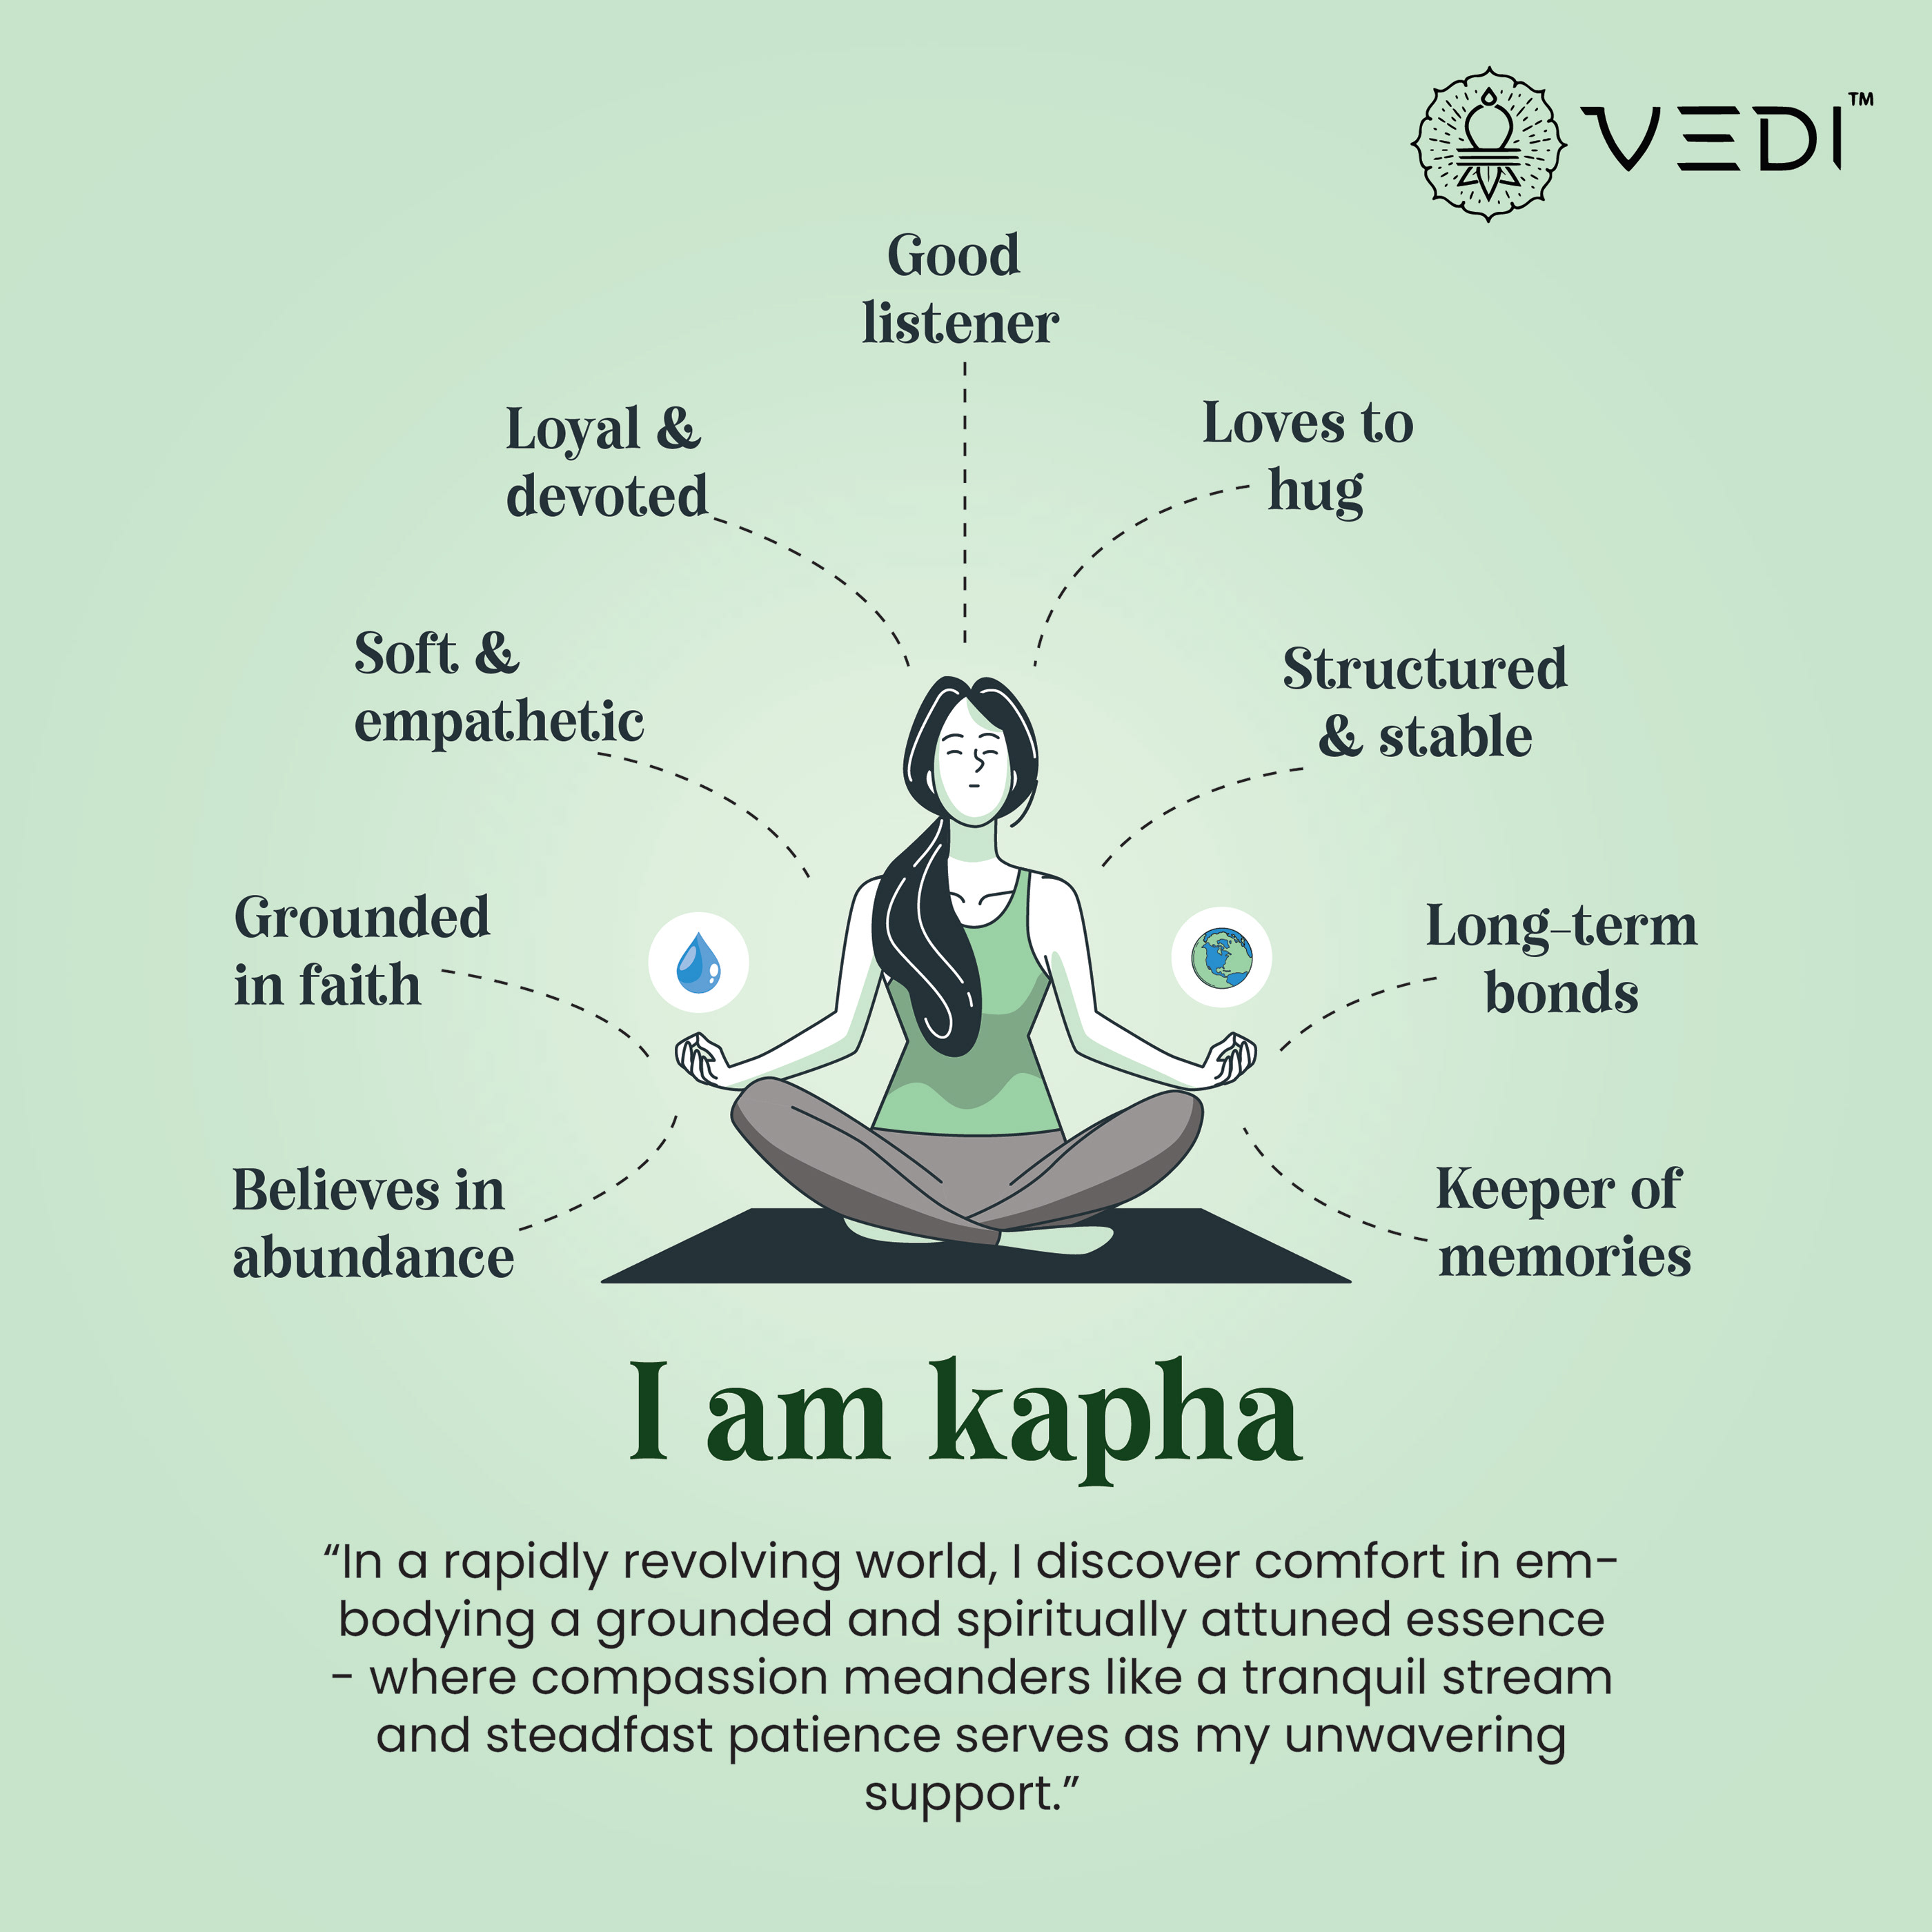 VEDI™
Good
listener
Loyal &
devoted
Loves to
hug
Soft &
empathetic
Structured
& stable
Grounded
in faith
Long-term
bonds
Believes in
abundance
Keeper of
memories
I am kapha
“In a rapidly revolving world, I discover comfort in em-
bodying a grounded and spiritually attuned essence
- where compassion meanders like a tranquil stream
and steadfast patience serves as my unwavering
support.”